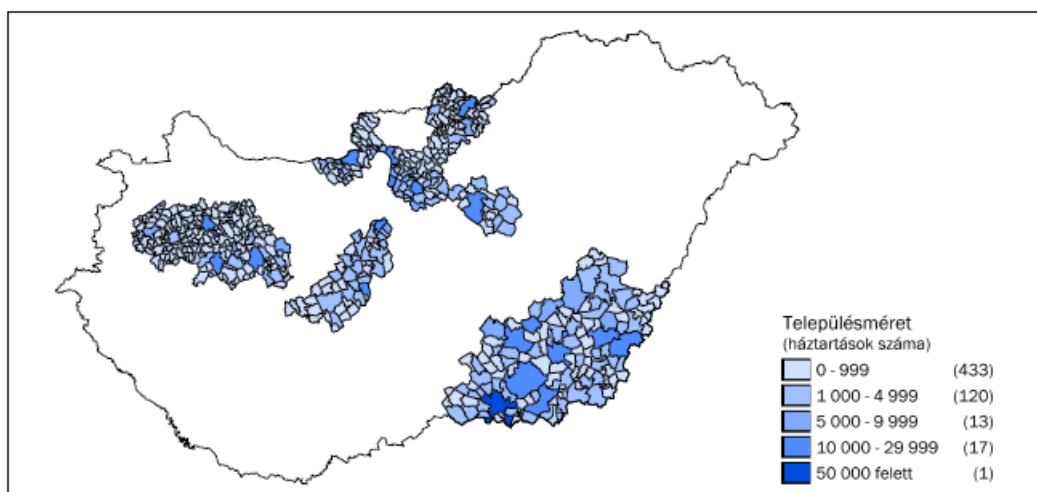 Településméret
(háztartások száma)
0 - 999 (433)
1 000 - 4 999 (120)
5 000 - 9 999 (13)
10 000 - 29 999 (17)
50 000 felett (1)